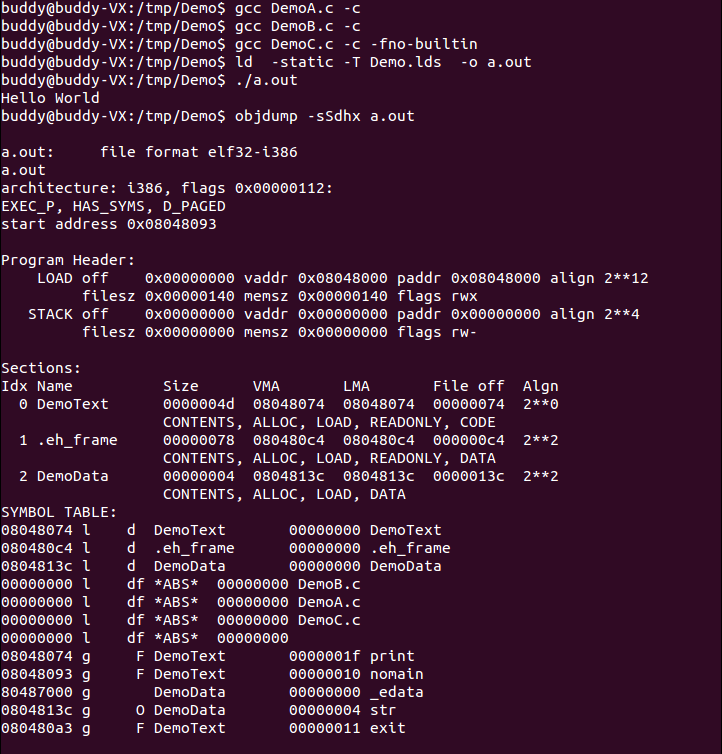 buddy@buddy-VX:/tmp/Demo$ gcc DemoA.c -c
buddy@buddy-VX:/tmp/Demo$ gcc DemoB.c -c
buddy@buddy-VX:/tmp/Demo$ gcc DemoC.c -c -fno-builtin
buddy@buddy-VX:/tmp/Demo$ ld  -static -T Demo.lds  -o a.out
buddy@buddy-VX:/tmp/Demo$ ./a.out
Hello World
buddy@buddy-VX:/tmp/Demo$ objdump -sSdhx a.out
a.out:     file format elf32-i386
a.out
architecture: i386, flags 0x00000112:
EXEC_P, HAS_SYMS, D_PAGED
start address 0x08048093
Program Header:
    LOAD off    0x00000000 vaddr 0x08048000 paddr 0x08048000 align 2**12
         filesz 0x00000140 memsz 0x00000140 flags rwx
   STACK off    0x00000000 vaddr 0x00000000 paddr 0x00000000 align 2**4
         filesz 0x00000000 memsz 0x00000000 flags rw-
Sections:
Idx Name          Size      VMA       LMA       File off  Algn
  0 DemoText      0000004d  08048074  08048074  00000074  2**0
                  CONTENTS, ALLOC, LOAD, READONLY, CODE
  1 .eh_frame     00000078  080480c4  080480c4  000000c4  2**2
                  CONTENTS, ALLOC, LOAD, READONLY, DATA
  2 DemoData      00000004  0804813c  0804813c  0000013c  2**2
                  CONTENTS, ALLOC, LOAD, DATA
SYMBOL TABLE:
08048074 l    d  DemoText       00000000 DemoText
080480c4 l    d  .eh_frame      00000000 .eh_frame
0804813c l    d  DemoData       00000000 DemoData
00000000 l    df *ABS*  00000000 DemoB.c
00000000 l    df *ABS*  00000000 DemoA.c
00000000 l    df *ABS*  00000000 DemoC.c
00000000 l    df *ABS*  00000000
08048074 g     F DemoText       0000001f print
08048093 g     F DemoText       00000010 nomain
80487000 g       DemoData       00000000 _edata
0804813c g     O DemoData       00000004 str
080480a3 g     F DemoText       00000011 exit